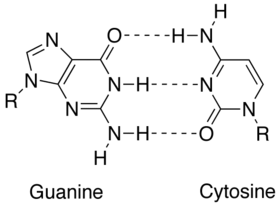 O H N H
N
N H N
N N N
R N R
N H O
H
Guanine Cytosine